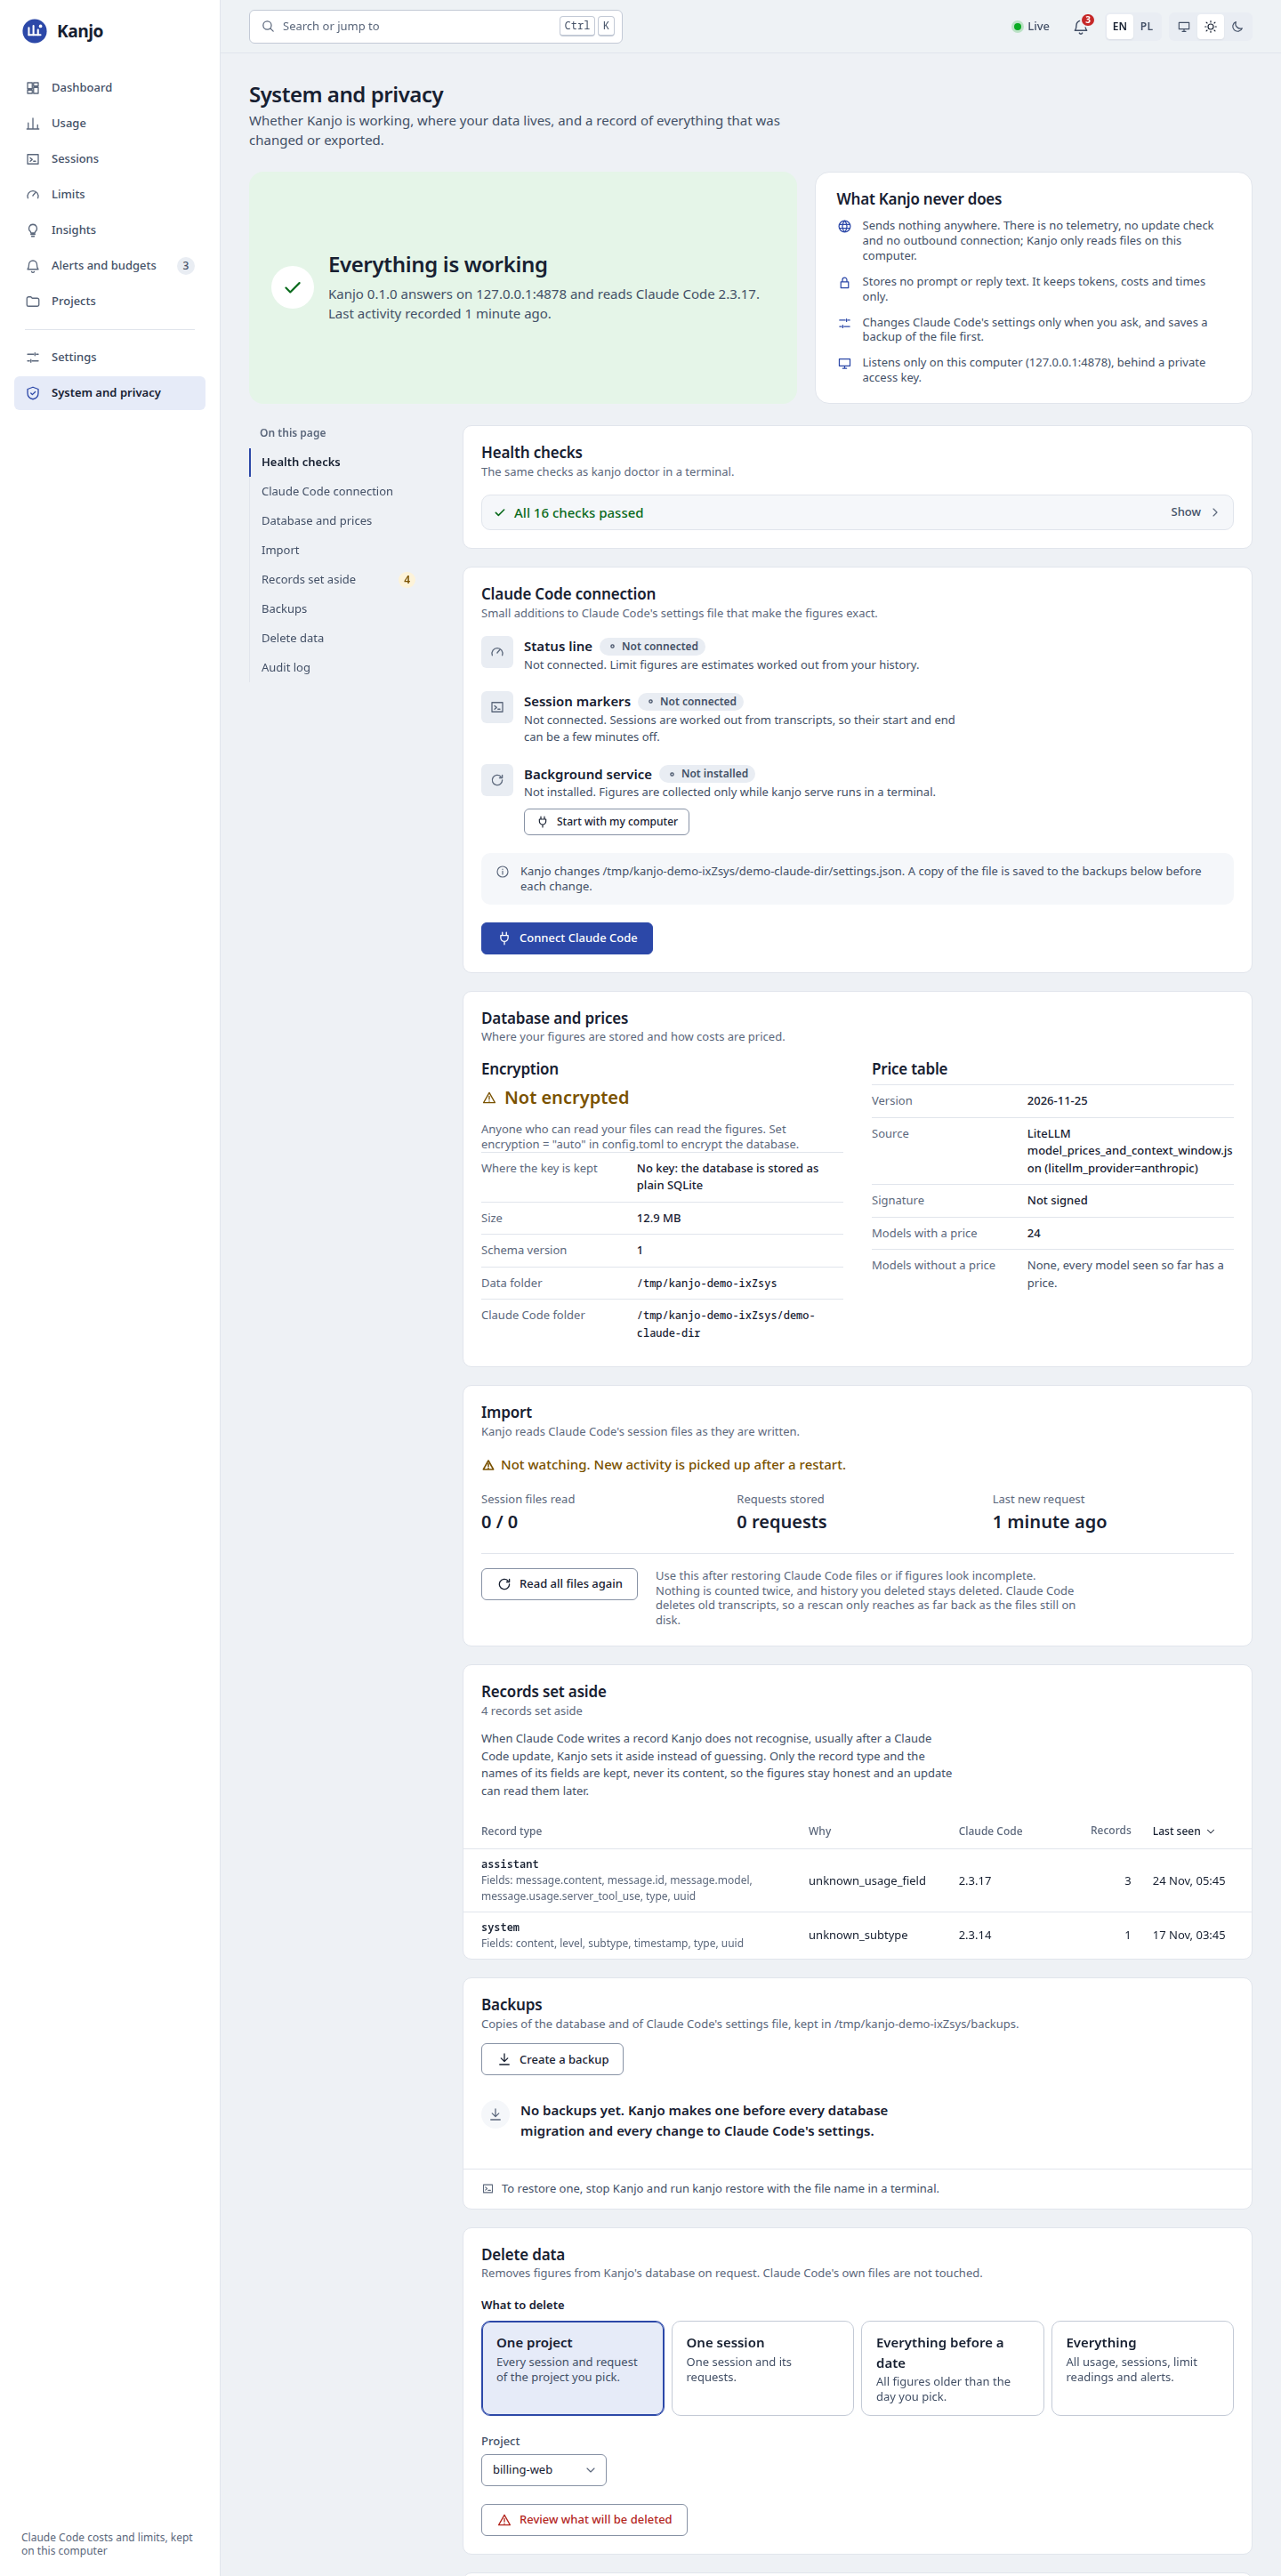 Kanjo
Search or jump to
Ctrl K
Live
3
EN PL
Dashboard
Usage
Sessions
Limits
Insights
Alerts and budgets 3
Projects
Settings
System and privacy
System and privacy
Whether Kanjo is working, where your data lives, and a record of everything that was
changed or exported.
Everything is working
Kanjo 0.1.0 answers on 127.0.0.1:4878 and reads Claude Code 2.3.17.
Last activity recorded 1 minute ago.
What Kanjo never does
Sends nothing anywhere. There is no telemetry, no update check
and no outbound connection; Kanjo only reads files on this
computer.
Stores no prompt or reply text. It keeps tokens, costs and times
only.
Changes Claude Code's settings only when you ask, and saves a
backup of the file first.
Listens only on this computer (127.0.0.1:4878), behind a private
access key.
On this page
Health checks
Claude Code connection
Database and prices
Import
Records set aside 4
Backups
Delete data
Audit log
Health checks
The same checks as kanjo doctor in a terminal.
All 16 checks passed
Show
Claude Code connection
Small additions to Claude Code's settings file that make the figures exact.
Status line Not connected
Not connected. Limit figures are estimates worked out from your history.
Session markers Not connected
Not connected. Sessions are worked out from transcripts, so their start and end
can be a few minutes off.
Background service Not installed
Not installed. Figures are collected only while kanjo serve runs in a terminal.
Start with my computer
Kanjo changes /tmp/kanjo-demo-ixZsys/demo-claude-dir/settings.json. A copy of the file is saved to the backups below before
each change.
Connect Claude Code
Database and prices
Where your figures are stored and how costs are priced.
Encryption
Not encrypted
Anyone who can read your files can read the figures. Set
encryption = "auto" in config.toml to encrypt the database.
Where the key is kept No key: the database is stored as
plain SQLite
Size 12.9 MB
Schema version 1
Data folder /tmp/kanjo-demo-ixZsys
Claude Code folder /tmp/kanjo-demo-ixZsys/demo-
claude-dir
Price table
Version 2026-11-25
Source LiteLLM
model_prices_and_context_window.js
on (litellm_provider=anthropic)
Signature Not signed
Models with a price 24
Models without a price None, every model seen so far has a
price.
Import
Kanjo reads Claude Code's session files as they are written.
Not watching. New activity is picked up after a restart.
Session files read
0 / 0
Requests stored
0 requests
Last new request
1 minute ago
Read all files again
Use this after restoring Claude Code files or if figures look incomplete.
Nothing is counted twice, and history you deleted stays deleted. Claude Code
deletes old transcripts, so a rescan only reaches as far back as the files still on
disk.
Records set aside
4 records set aside
When Claude Code writes a record Kanjo does not recognise, usually after a Claude
Code update, Kanjo sets it aside instead of guessing. Only the record type and the
names of its fields are kept, never its content, so the figures stay honest and an update
can read them later.
Record type Why Claude Code Records Last seen
assistant
Fields: message.content, message.id, message.model,
message.usage.server_tool_use, type, uuid
unknown_usage_field 2.3.17 3 24 Nov, 05:45
system
Fields: content, level, subtype, timestamp, type, uuid
unknown_subtype 2.3.14 1 17 Nov, 03:45
Backups
Copies of the database and of Claude Code's settings file, kept in /tmp/kanjo-demo-ixZsys/backups.
Create a backup
No backups yet. Kanjo makes one before every database
migration and every change to Claude Code's settings.
To restore one, stop Kanjo and run kanjo restore with the file name in a terminal.
Delete data
Removes figures from Kanjo's database on request. Claude Code's own files are not touched.
What to delete
One project
Every session and request
of the project you pick.
One session
One session and its
requests.
Everything before a
date
All figures older than the
day you pick.
Everything
All usage, sessions, limit
readings and alerts.
Project
billing-web
Review what will be deleted
Claude Code costs and limits, kept
on this computer